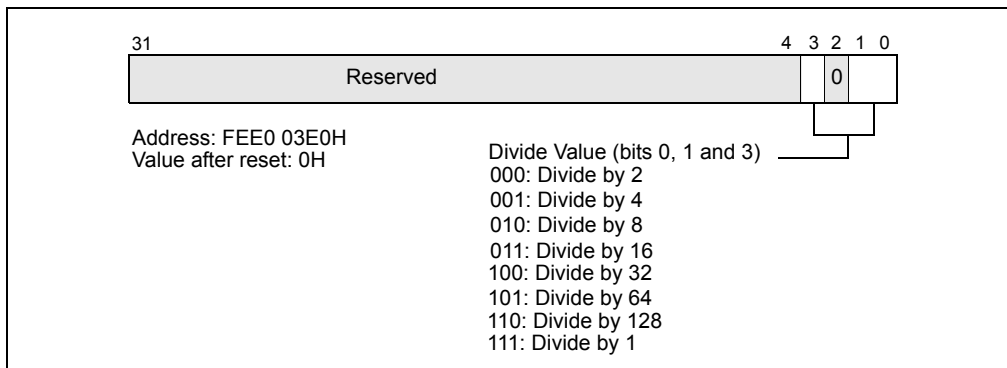 31 4 3 2 1 0
Reserved 0
Address: FEE0 03E0H
Value after reset: 0H
Divide Value (bits 0, 1 and 3)
000: Divide by 2
001: Divide by 4
010: Divide by 8
011: Divide by 16
100: Divide by 32
101: Divide by 64
110: Divide by 128
111: Divide by 1